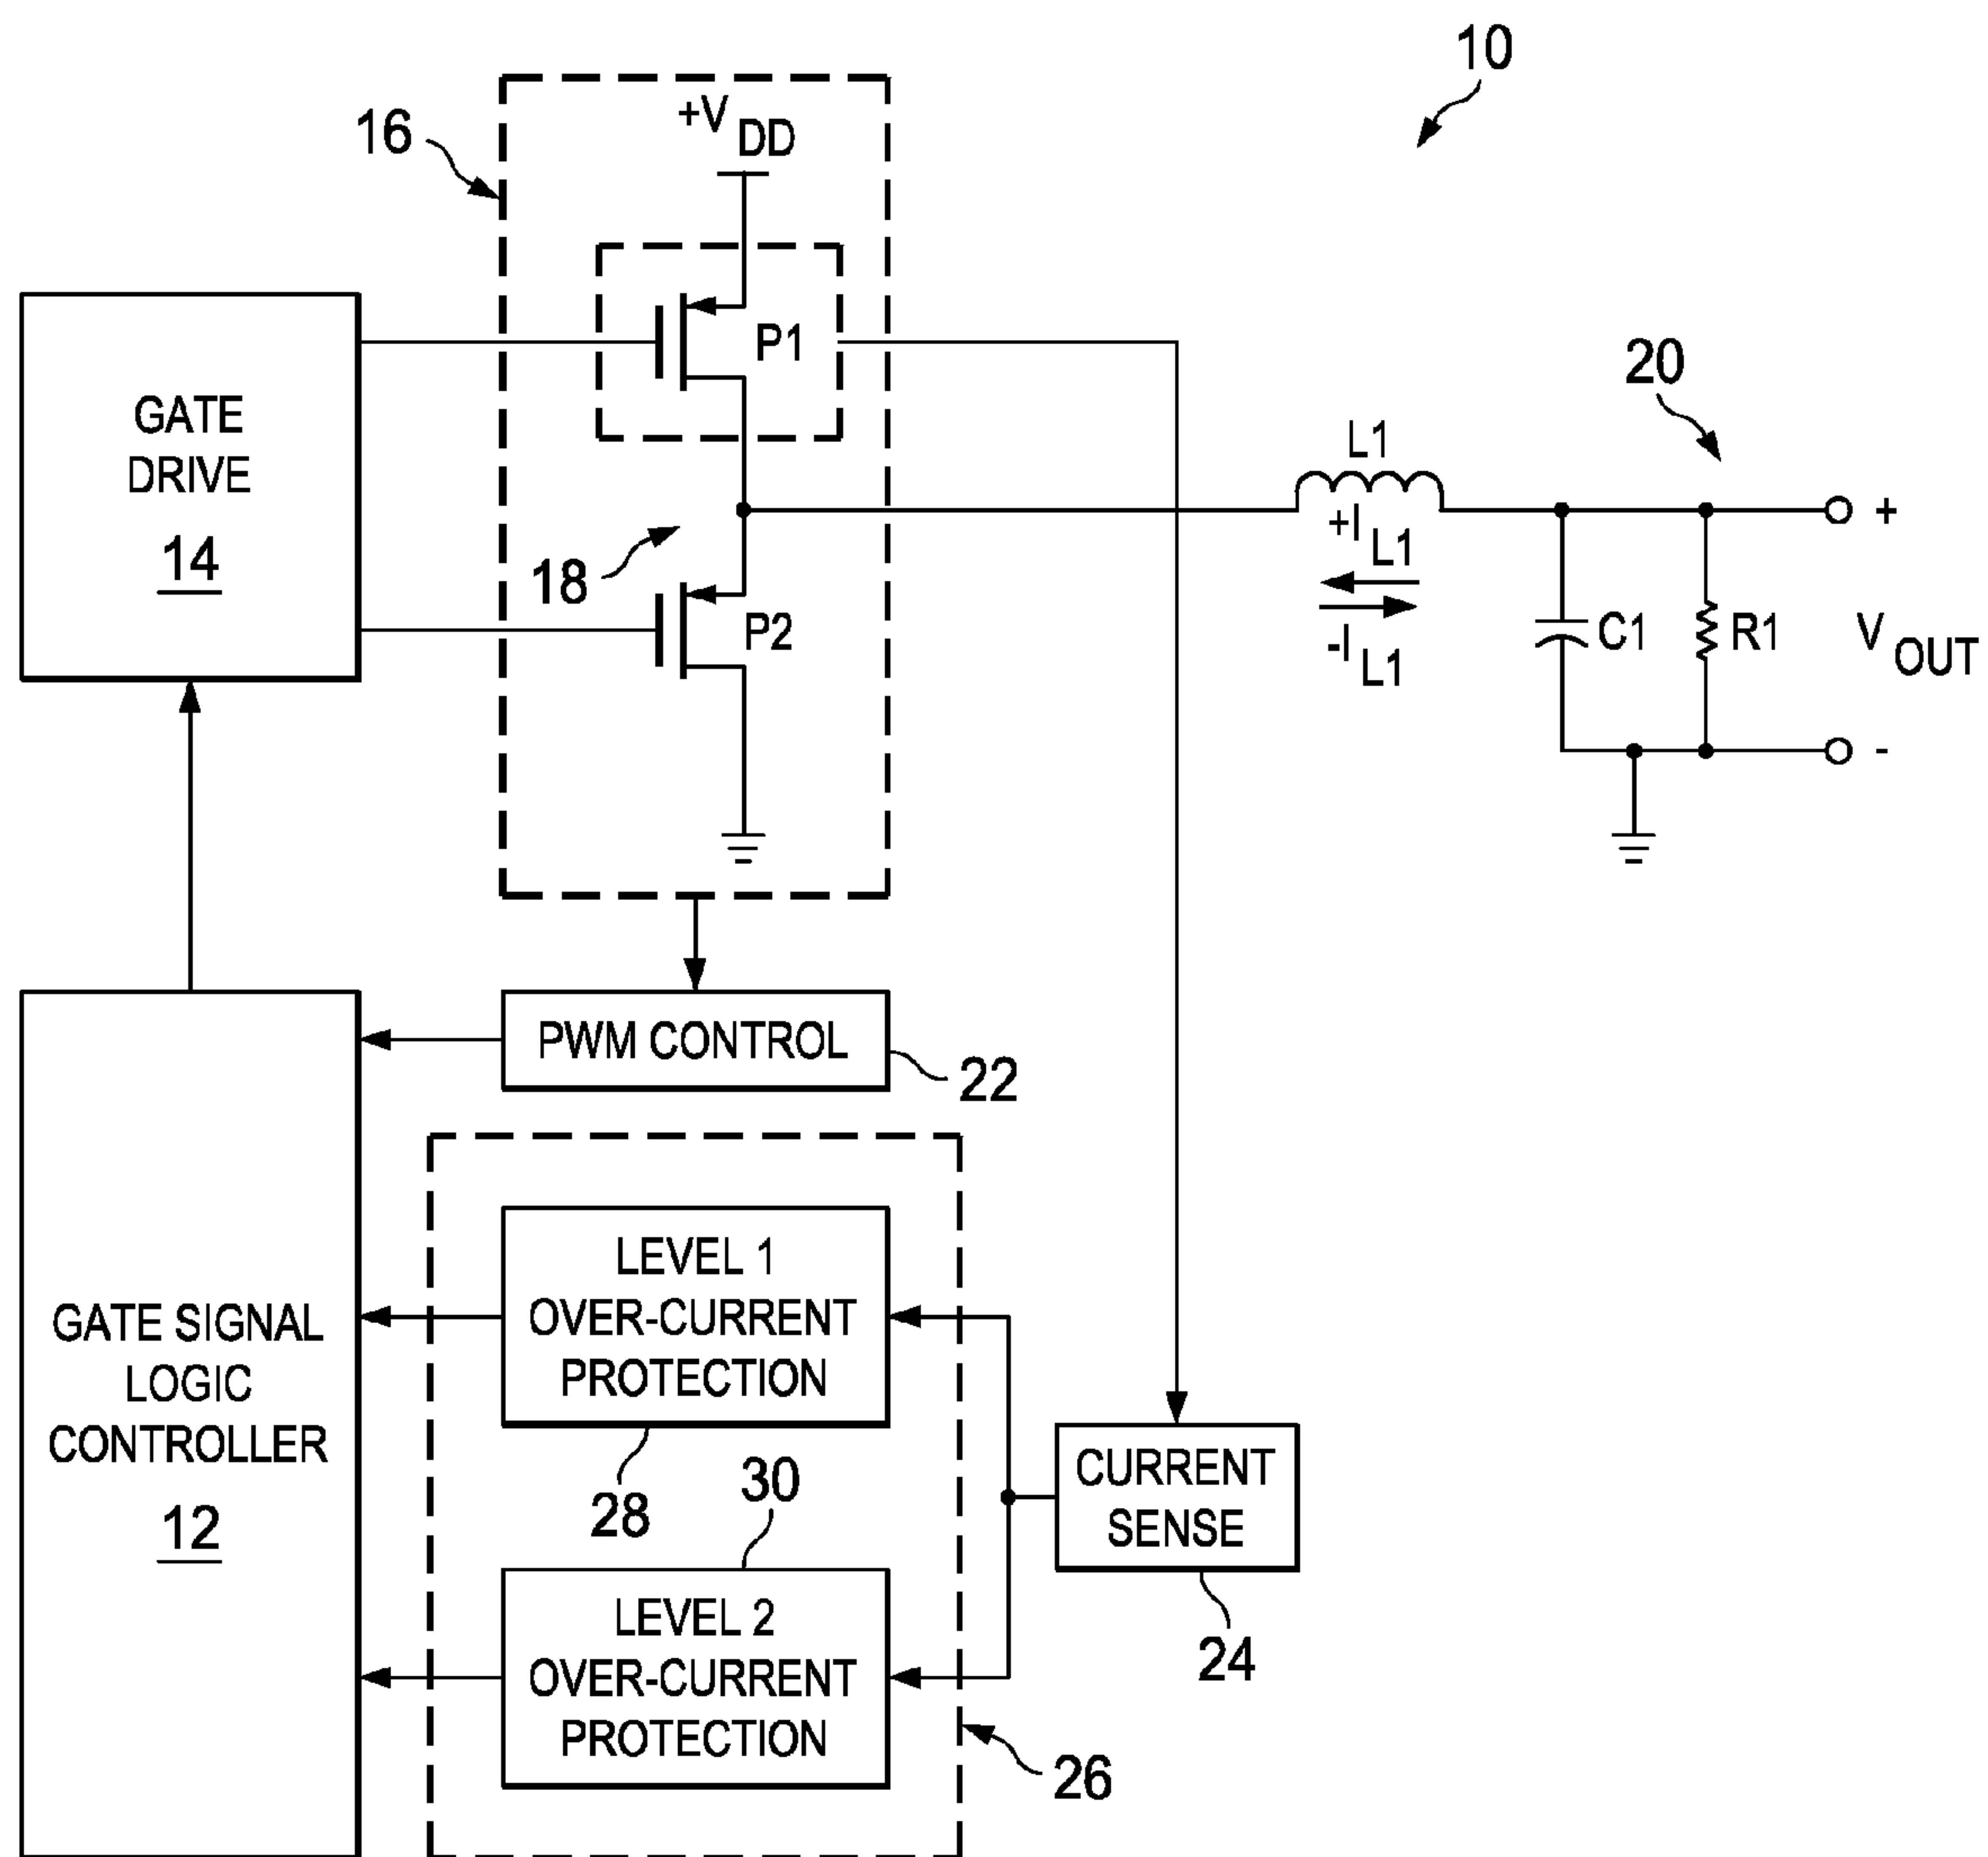 10
16
+V DD
P1
GATE
DRIVE
14
20
L1
+I L1
-I L1
18
P2
C1
R1
+
V OUT
-
PWM CONTROL
22
LEVEL 1
OVER-CURRENT
PROTECTION
28
GATE SIGNAL
LOGIC
CONTROLLER
12
30
CURRENT
SENSE
24
LEVEL 2
OVER-CURRENT
PROTECTION
26